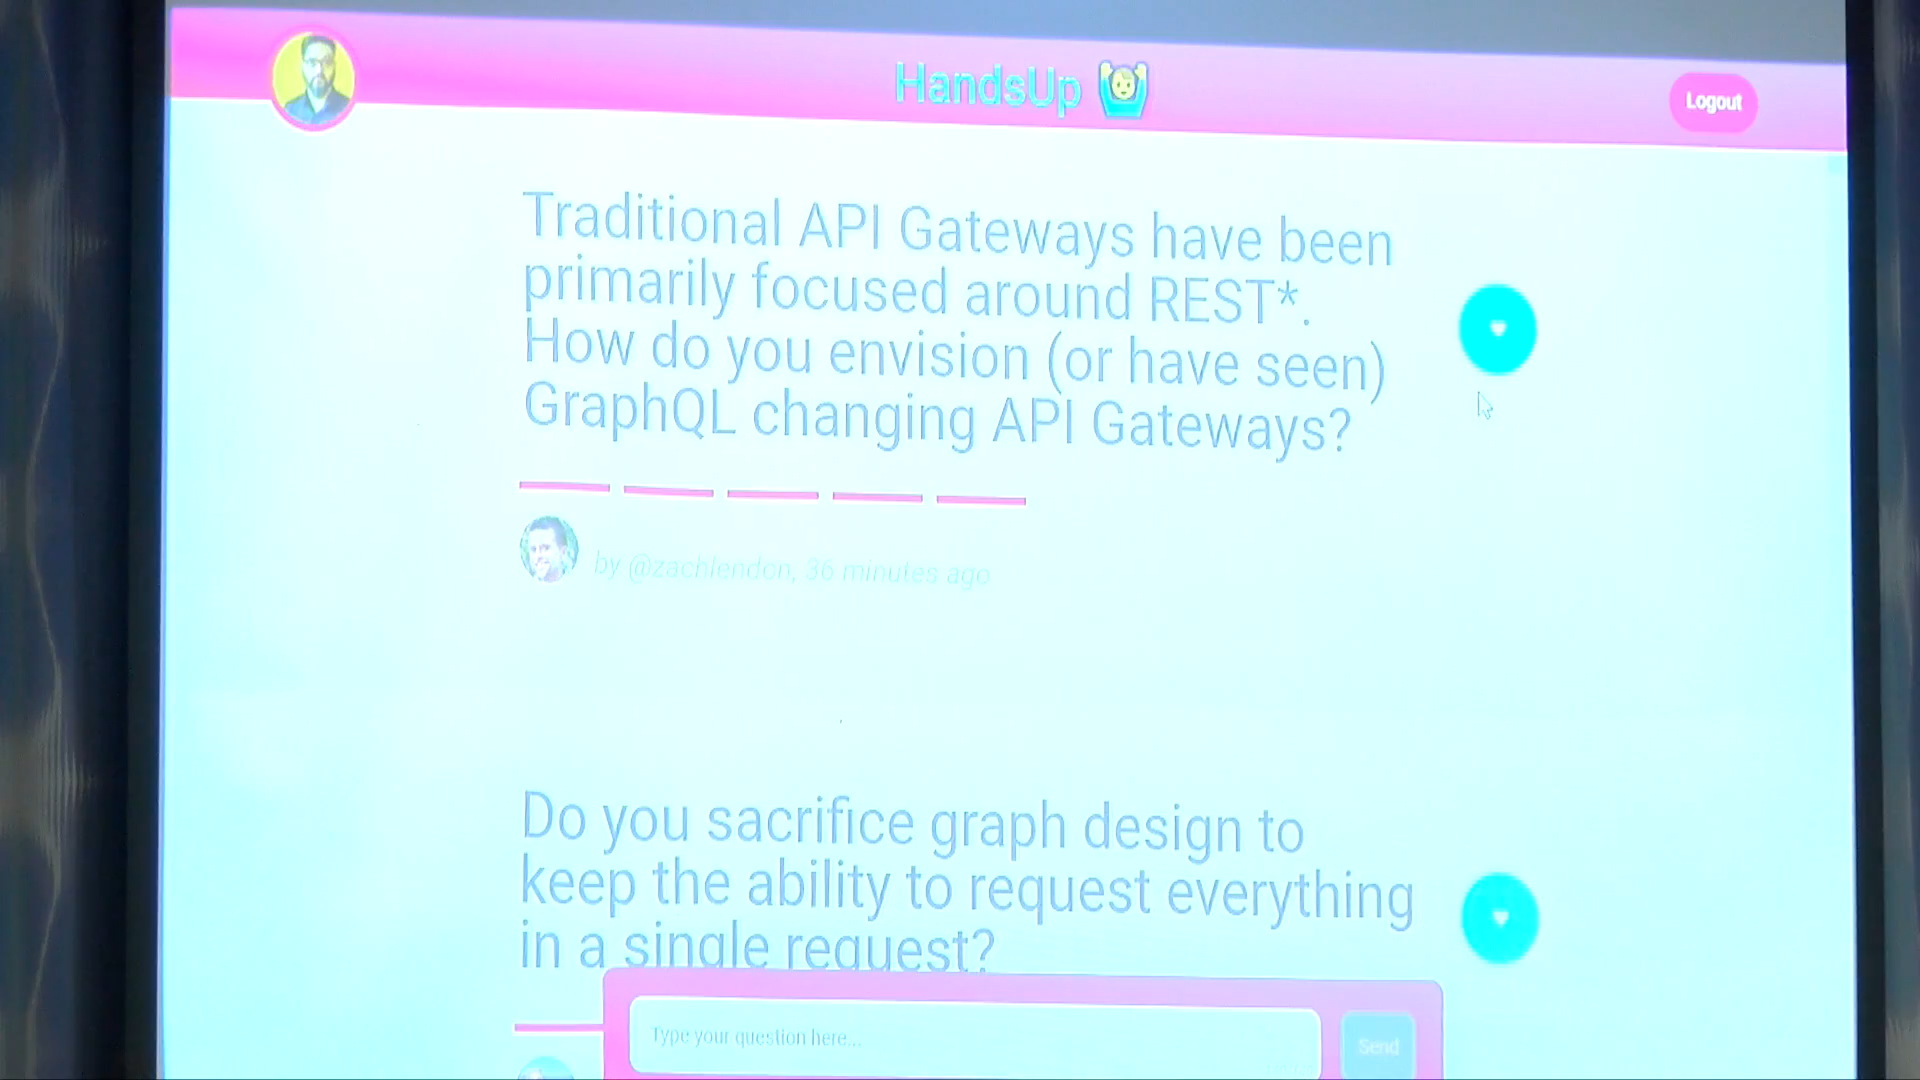 HandsUp
Logout
Traditional API Gateways have been
primarily focused around REST*.
How do you envision (or have seen)
GraphQL changing API Gateways?
by @zachlendon, 36 minutes ago
Do you sacrifice graph design to
keep the ability to request everything
in a single request?
Type your question here...
Send